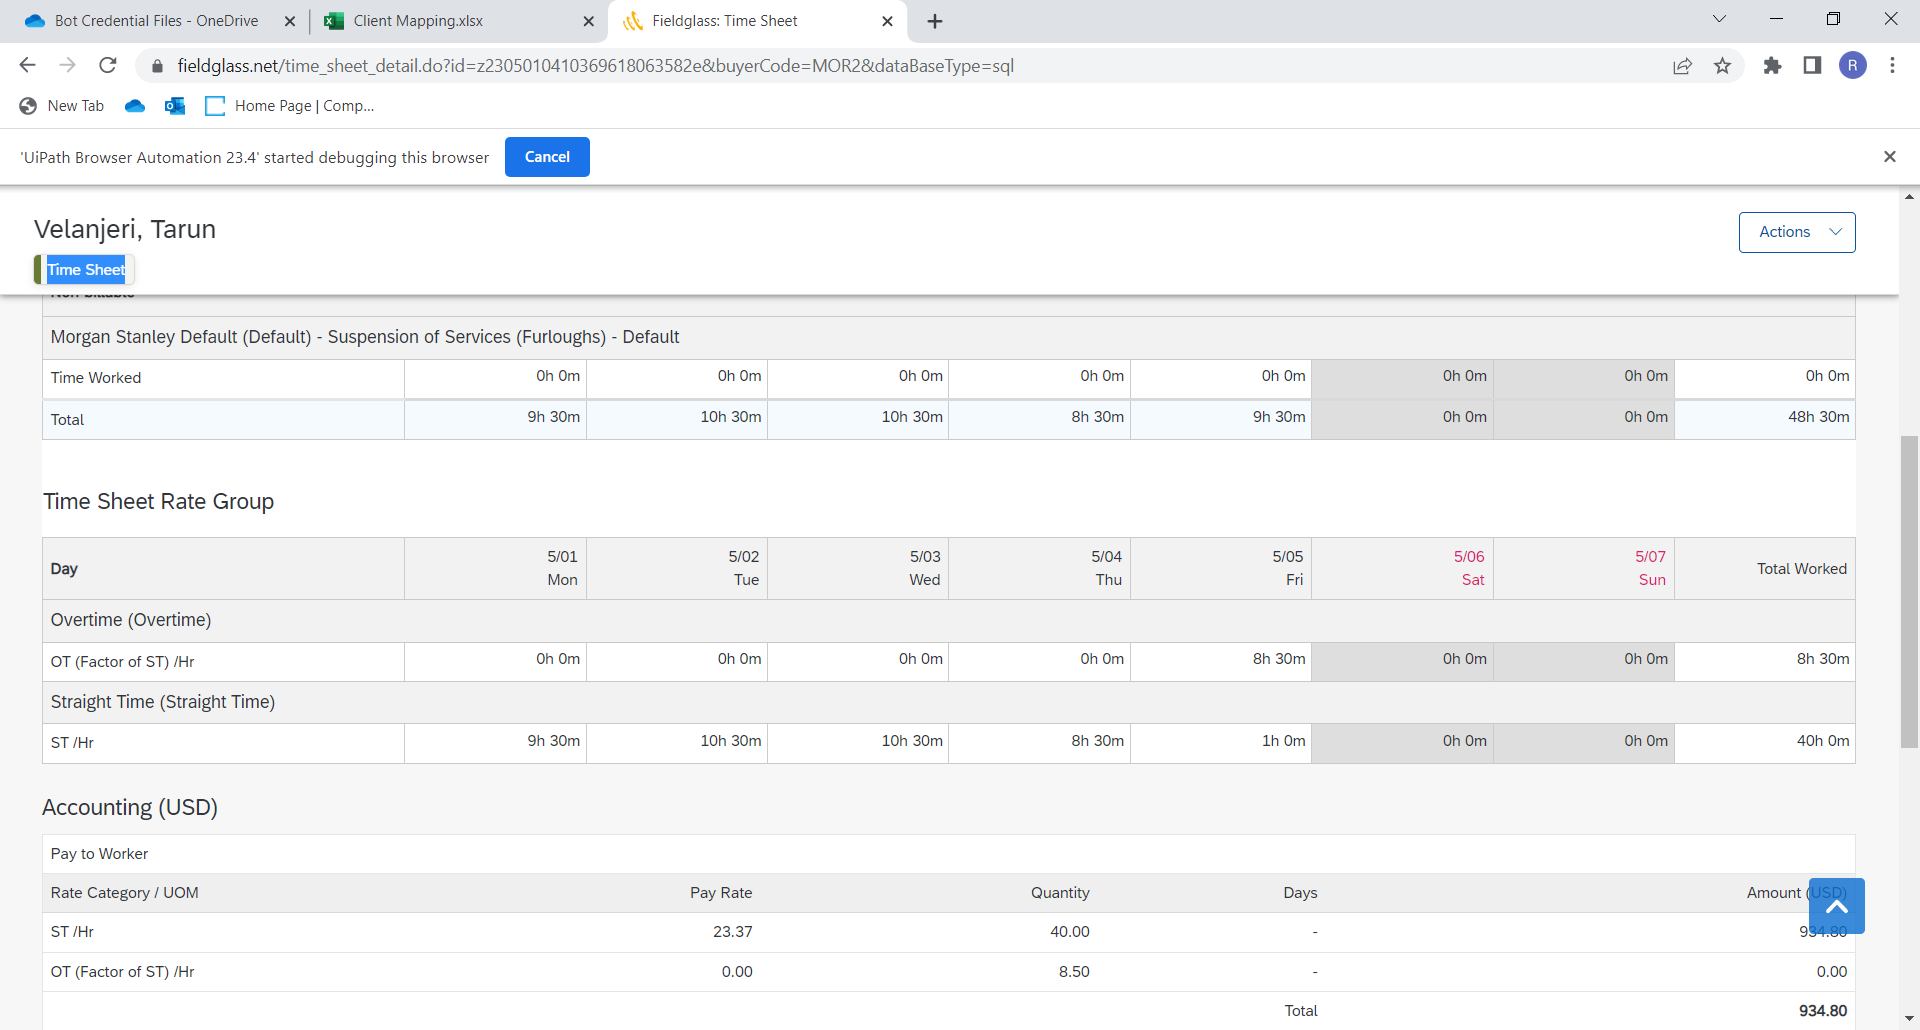 Bot Credential Files - OneDrive
Client Mapping.xlsx
Fieldglass: Time Sheet
fieldglass.net/time_sheet_detail.do?id=z2305010410369618063582e&buyerCode=MOR2&dataBaseType=sql
R
New Tab
Home Page | Comp...
'UiPath Browser Automation 23.4' started debugging this browser
Cancel
Velanjeri, Tarun
Actions
Time Sheet
Morgan Stanley Default (Default) - Suspension of Services (Furloughs) - Default
Time Worked 0h 0m 0h 0m 0h 0m 0h 0m 0h 0m 0h 0m 0h 0m 0h 0m
Total 9h 30m 10h 30m 10h 30m 8h 30m 9h 30m 0h 0m 0h 0m 48h 30m
Time Sheet Rate Group
Day 5/01 Mon 5/02 Tue 5/03 Wed 5/04 Thu 5/05 Fri 5/06 Sat 5/07 Sun Total Worked
Overtime (Overtime)
OT (Factor of ST) /Hr 0h 0m 0h 0m 0h 0m 0h 0m 8h 30m 0h 0m 0h 0m 8h 30m
Straight Time (Straight Time)
ST /Hr 9h 30m 10h 30m 10h 30m 8h 30m 1h 0m 0h 0m 0h 0m 40h 0m
Accounting (USD)
Pay to Worker
Rate Category / UOM Pay Rate Quantity Days Amount (USD)
ST /Hr 23.37 40.00 - 934.80
OT (Factor of ST) /Hr 0.00 8.50 - 0.00
Total 934.80